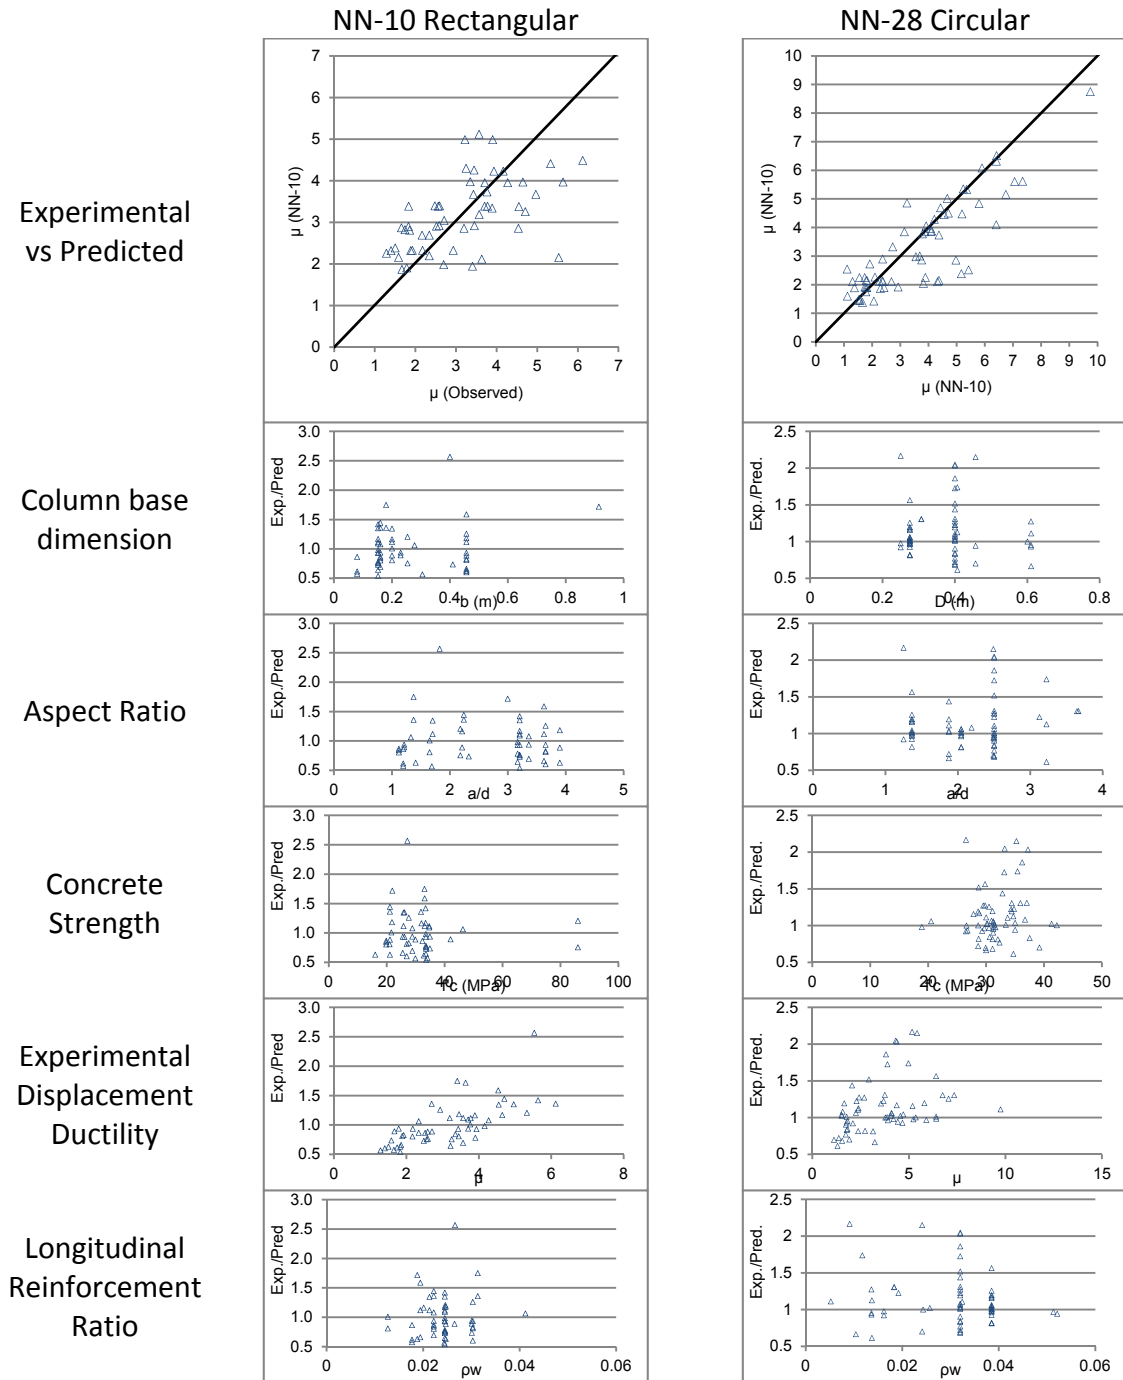 NN-10 Rectangular
NN-28 Circular
Experimental
vs Predicted
7
6
5
4
3
2
1
0
μ (NN-10)
0 1 2 3 4 5 6 7
μ (Observed)
10
9
8
7
6
5
4
3
2
1
0
μ (NN-10)
0 1 2 3 4 5 6 7 8 9 10
μ (NN-10)
Column base
dimension
3.0
2.5
2.0
1.5
1.0
0.5
Exp./Pred
0 0.2 0.4 0.6 0.8 1
b (m)
2.5
2
1.5
1
0.5
Exp./Pred.
0 0.2 0.4 0.6 0.8
D (m)
Aspect Ratio
3.0
2.5
2.0
1.5
1.0
0.5
Exp./Pred
0 1 2 3 4 5
a/d
2.5
2
1.5
1
0.5
Exp./Pred
0 1 2 3 4
a/d
Concrete
Strength
3.0
2.5
2.0
1.5
1.0
0.5
Exp./Pred
0 20 40 60 80 100
f'c (MPa)
2.5
2
1.5
1
0.5
Exp./Pred
0 10 20 30 40 50
f'c (MPa)
Experimental
Displacement
Ductility
3.0
2.5
2.0
1.5
1.0
0.5
Exp./Pred
0 2 4 6 8
μ
2.5
2
1.5
1
0.5
Exp./Pred.
0 5 10 15
μ
Longitudinal
Reinforcement
Ratio
3.0
2.5
2.0
1.5
1.0
0.5
Exp./Pred
0 0.02 0.04 0.06
ρw
2.5
2
1.5
1
0.5
Exp./Pred.
0 0.02 0.04 0.06
ρw